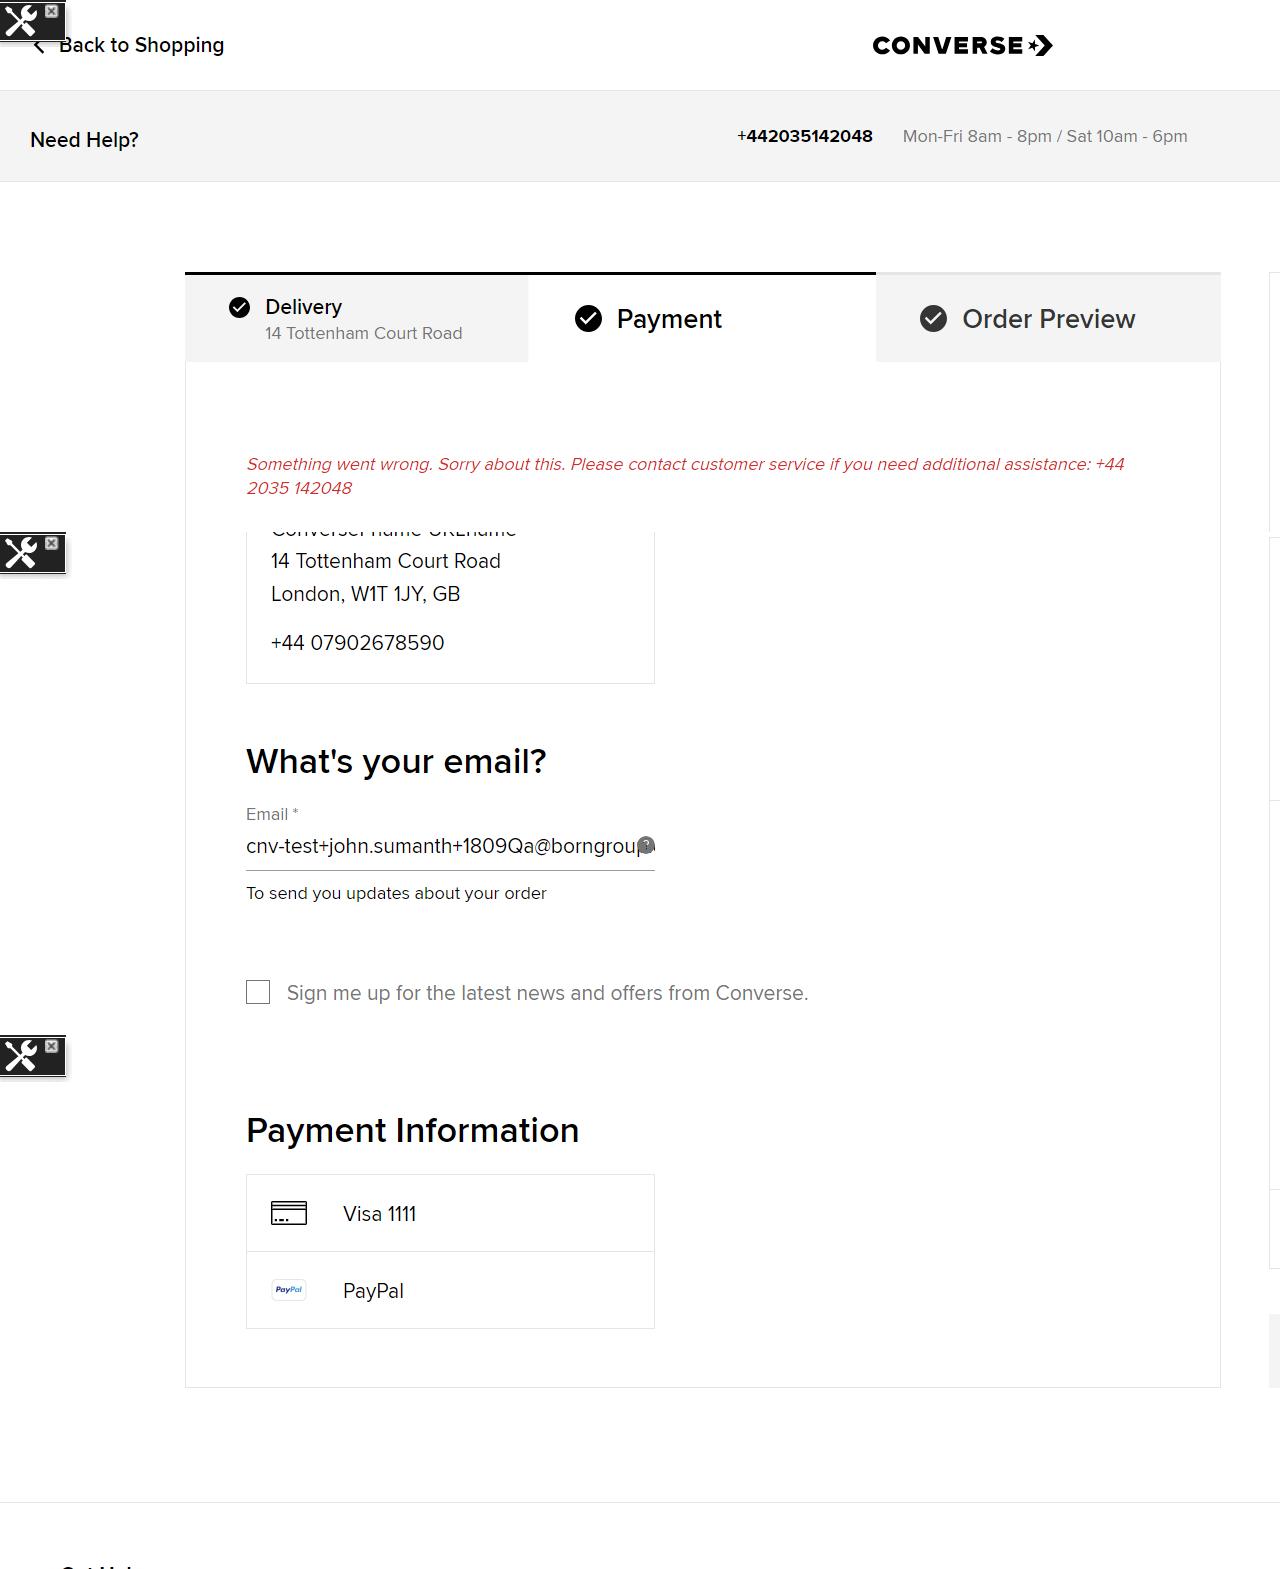 Back to Shopping
CONVERSE
Need Help?
+442035142048 Mon-Fri 8am - 8pm / Sat 10am - 6pm
Delivery
14 Tottenham Court Road
Payment
Order Preview
Something went wrong. Sorry about this. Please contact customer service if you need additional assistance: +44
2035 142048
14 Tottenham Court Road
London, W1T 1JY, GB
+44 07902678590
What's your email?
Email *
cnv-test+john.sumanth+1809Qa@borngroup
To send you updates about your order
Sign me up for the latest news and offers from Converse.
Payment Information
Visa 1111
PayPal PayPal